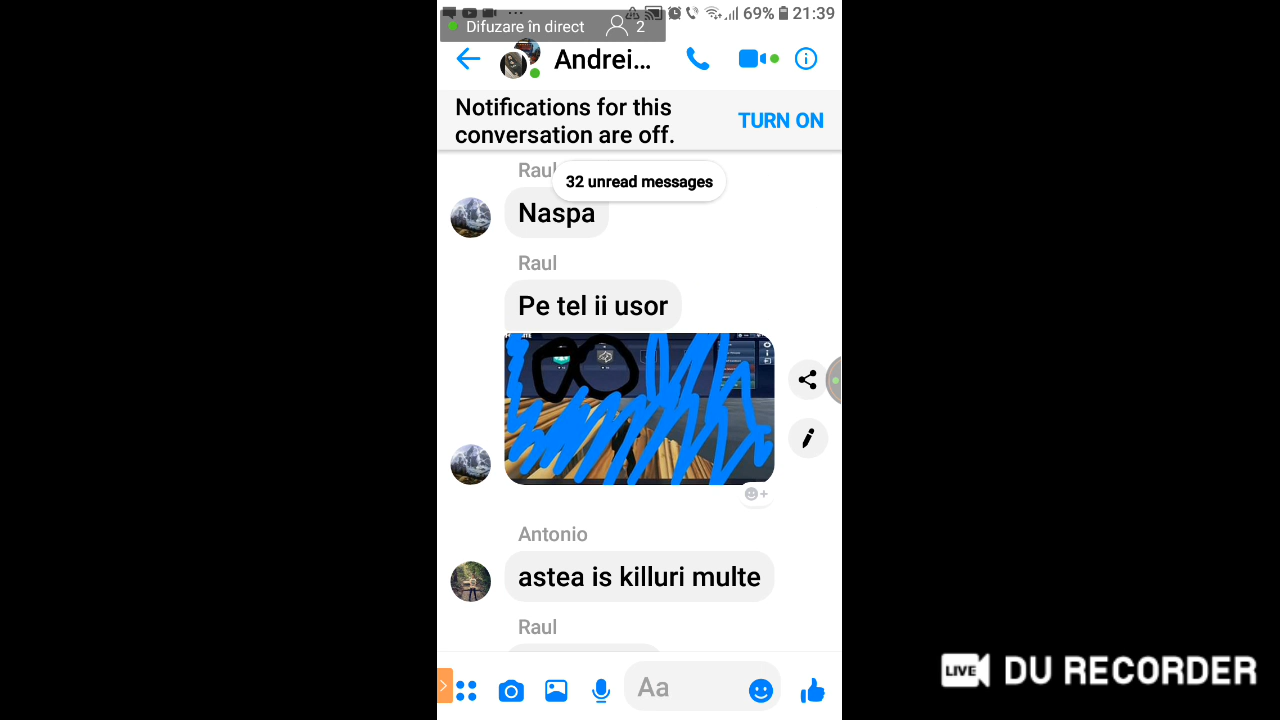 69% 21:39
Difuzare în direct 2
Andrei...
Notifications for this
conversation are off.
TURN ON
Raul
32 unread messages
Naspa
Raul
Pe tel ii usor
Antonio
astea is killuri multe
Raul
Aa
LIVE DU RECORDER